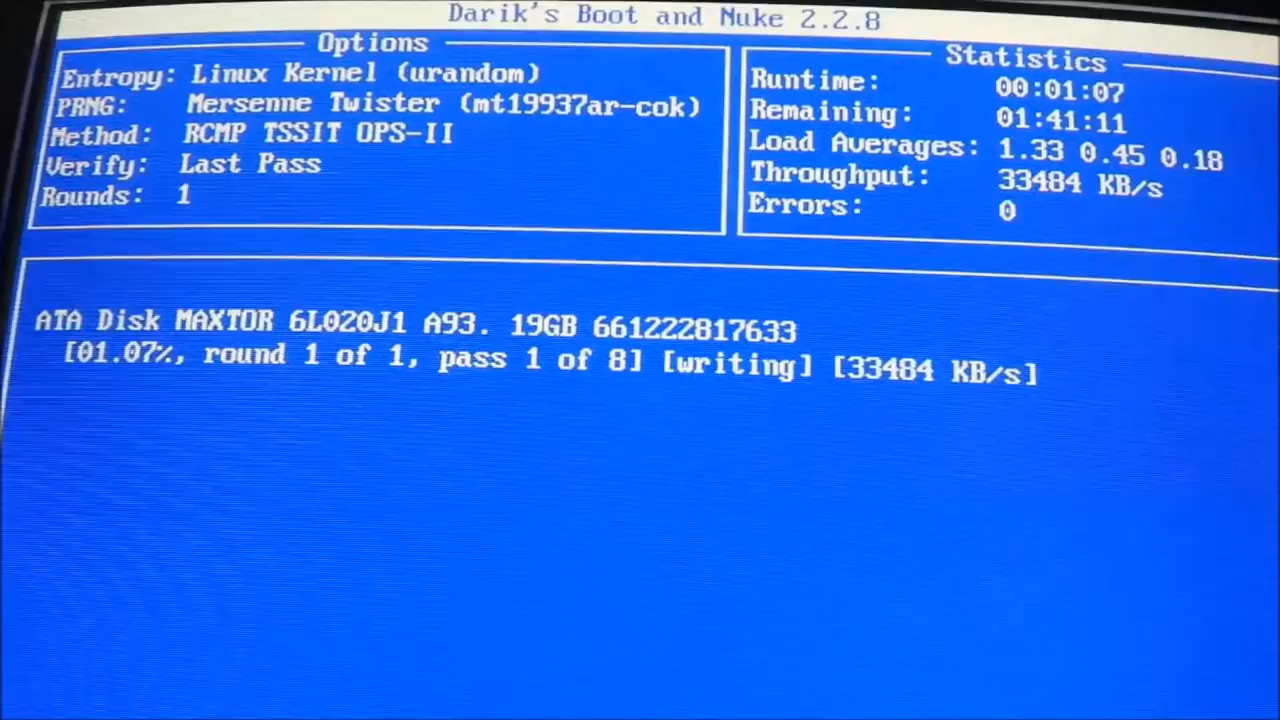 Darik's Boot and Nuke 2.2.8
Options
Entropy: Linux Kernel (urandom)
PRNG: Mersenne Twister (mt19937ar-cok)
Method: RCMP TSSIT OPS-II
Verify: Last Pass
Rounds: 1
Statistics
Runtime: 00:01:07
Remaining: 01:41:11
Load Averages: 1.33 0.45 0.18
Throughput: 33484 KB/s
Errors: 0
ATA Disk MAXTOR 6L020J1 A93. 19GB 661222817633
[01.07%, round 1 of 1, pass 1 of 8] [writing] [33484 KB/s]